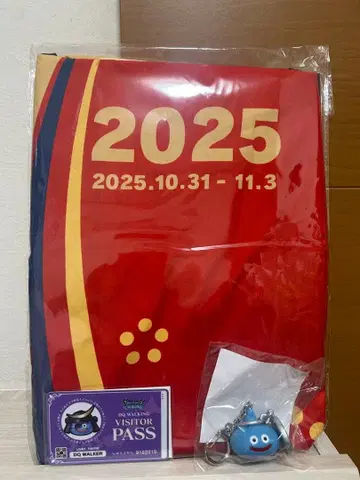 2025
2025.10.31 - 11.3
DQ WALKING
VISITOR
PASS
DQ WALKER